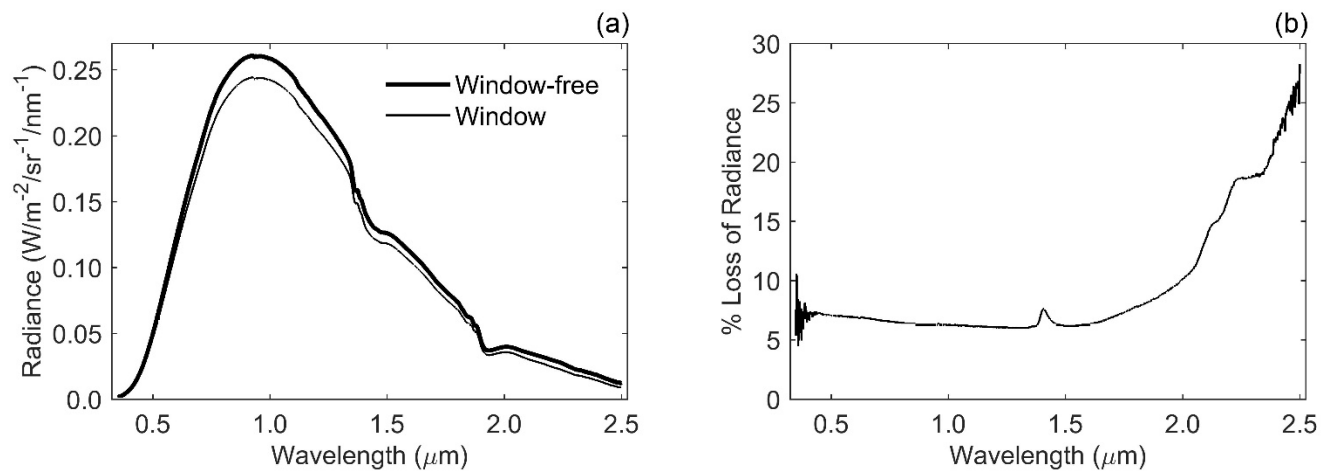 (a)
Radiance (W/m⁻²/sr⁻¹/nm⁻¹)
0.25
0.20
0.15
0.10
0.05
0.0
Window-free
Window
0.5 1.0 1.5 2.0 2.5
Wavelength (μm)
(b)
% Loss of Radiance
30
25
20
15
10
5
0
0.5 1.0 1.5 2.0 2.5
Wavelength (μm)